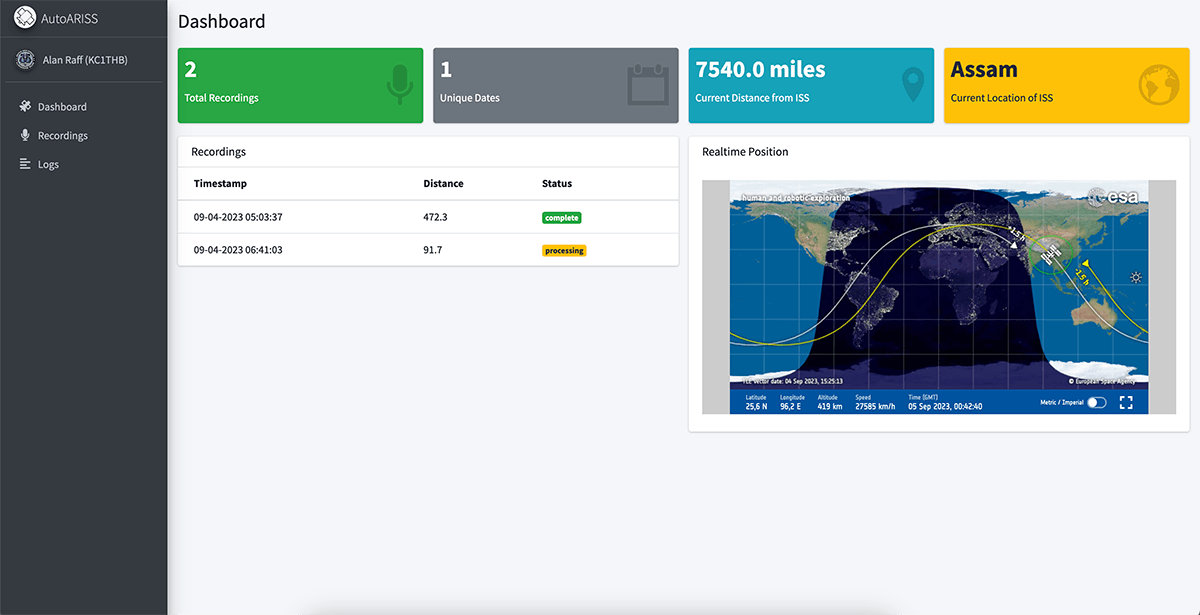 AutoARISS
Alan Raff (KC1THB)
Dashboard
Recordings
Logs
Dashboard
2
Total Recordings
1
Unique Dates
7540.0 miles
Current Distance from ISS
Assam
Current Location of ISS
Recordings
Timestamp Distance Status
09-04-2023 05:03:37 472.3 complete
09-04-2023 06:41:03 91.7 processing
Realtime Position
human and robotic exploration
esa
-1.5 h
TLE vector date: 04 Sep 2023, 15:25:13
© European Space Agency
Latitude Longitude Altitude Speed Time (GMT)
25,6 N 96,2 E 419 km 27585 km/h 05 Sep 2023, 00:42:40
Metric / Imperial